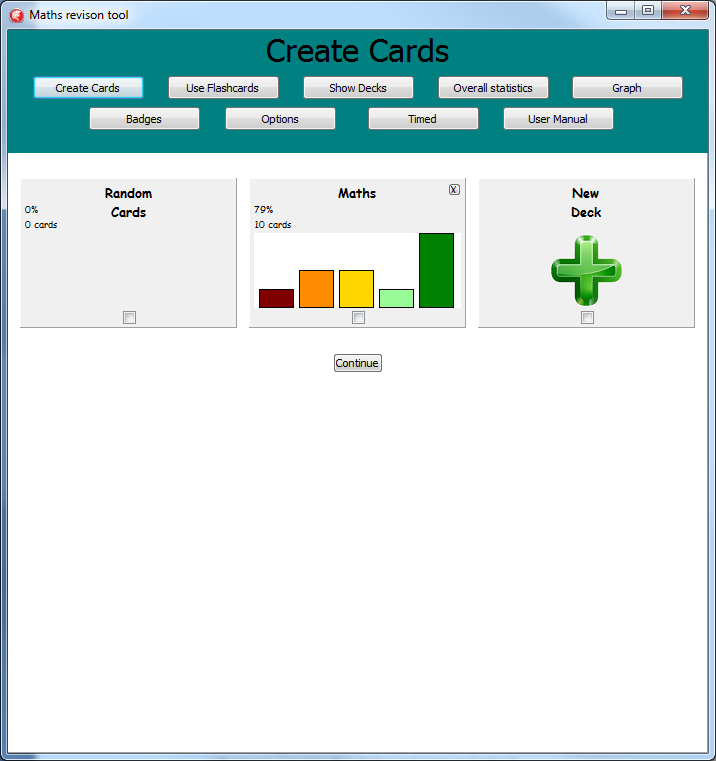 Maths revison tool
Create Cards
Create Cards
Use Flashcards
Show Decks
Overall statistics
Graph
Badges
Options
Timed
User Manual
Random
Cards
0%
0 cards
Maths
X
79%
10 cards
New
Deck
Continue